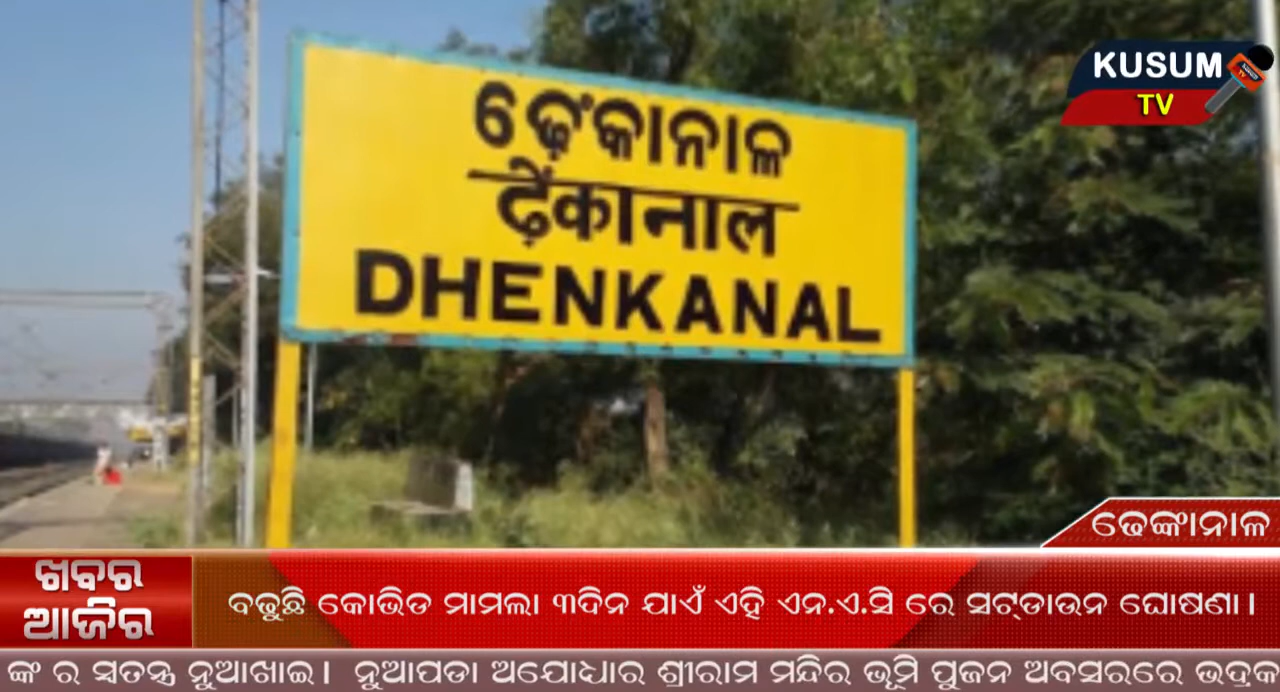 KUSUM
TV
ଢ଼େଂକାନାଳ
ढ़ेंकानाल
DHENKANAL
ଢେଙ୍କାନାଳ
ଖବର
ଆଜିର
ବଢୁଛି କୋଭିଡ ମାମଲା ୩ଦିନ ଯାଏଁ ଏହି ଏନ.ଏ.ସି ରେ ସଟ୍‌ଡାଉନ ଘୋଷଣା।
ଙ୍କ ର ସ୍ୱତନ୍ତ୍ର ନୁଆଖାଇ। ନୁଆପଡା ଅଯୋଧ୍ୟାର ଶ୍ରୀରାମ ମନ୍ଦିର ଭୂମି ପୁଜନ ଅବସରରେ ଭଦ୍ରକ